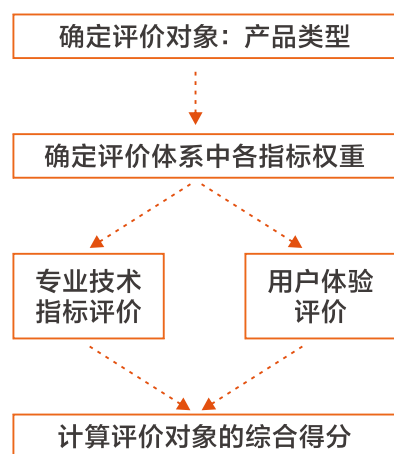 确定评价对象：产品类型
确定评价体系中各指标权重
专业技术
指标评价
用户体验
评价
计算评价对象的综合得分